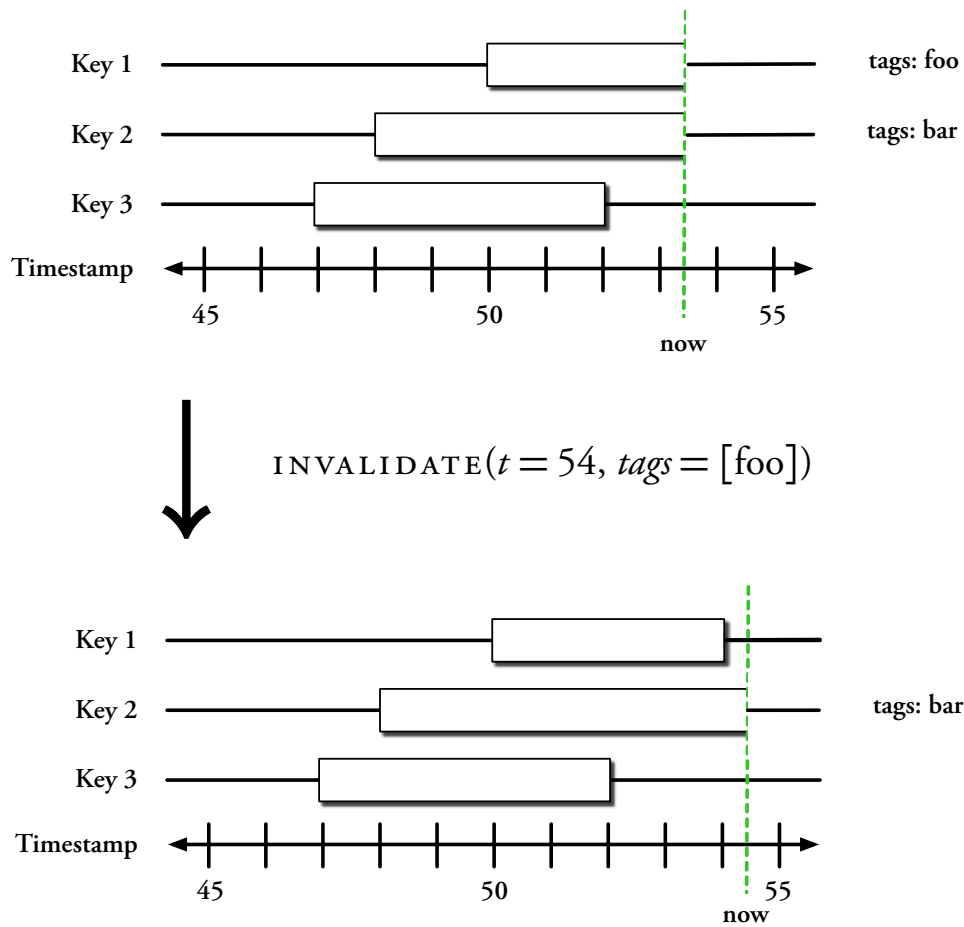 Key 1 tags: foo
Key 2 tags: bar
Key 3
Timestamp
45 50 55
now
INVALIDATE(t = 54, tags = [foo])
Key 1
Key 2 tags: bar
Key 3
Timestamp
45 50 55
now